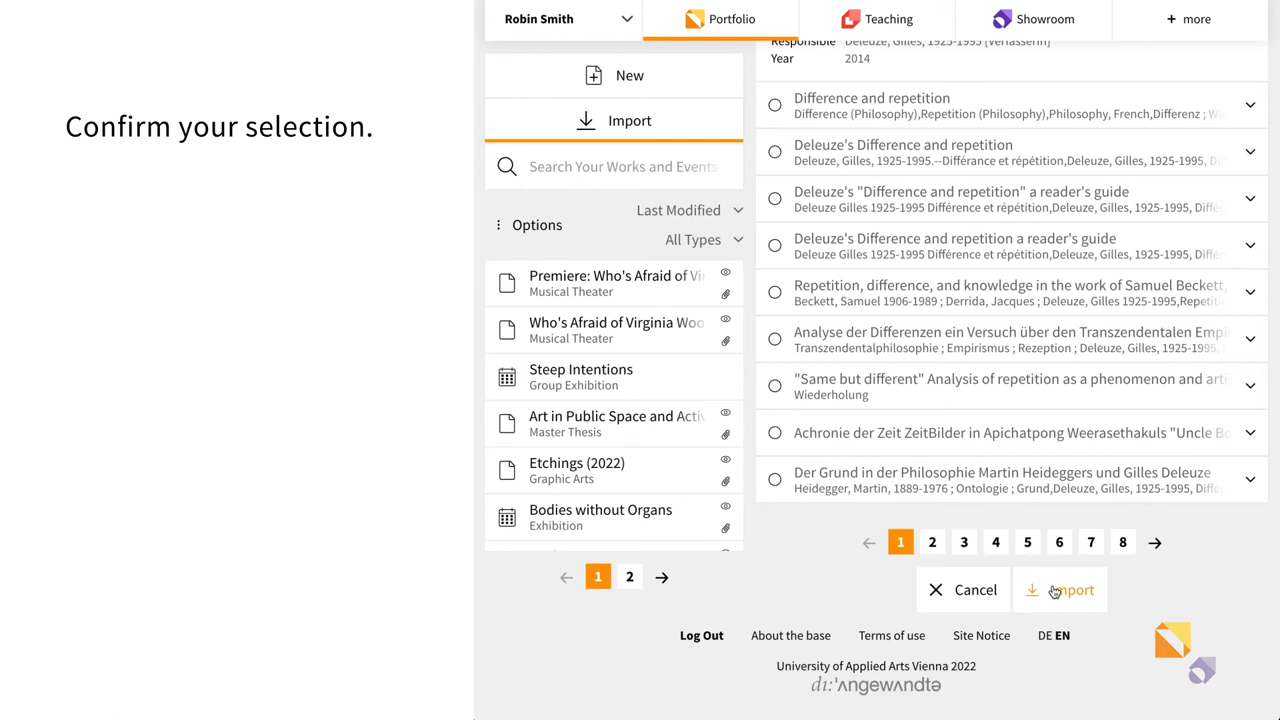 Confirm your selection.
Robin Smith
Portfolio
Teaching
Showroom
+ more
New
Import
Search Your Works and Events
Options
Last Modified
All Types
Premiere: Who's Afraid of
Musical Theater
Who's Afraid of Virginia
Musical Theater
Steep Intentions
Group Exhibition
Art in Public Space and
Master Thesis
Etchings (2022)
Graphic Arts
Bodies without Organs
Exhibition
1 2
Responsible Deleuze, Gilles, 1925-1995 [VerfasserIn]
Year 2014
Difference and repetition
Difference (Philosophy),Repetition (Philosophy),Philosophy, French,Differenz ;
Deleuze's Difference and repetition
Deleuze, Gilles, 1925-1995.--Différance et répétition,Deleuze, Gilles, 1925-1995,
Deleuze's "Difference and repetition" a reader's guide
Deleuze Gilles 1925-1995 Différence et répétition,Deleuze, Gilles, 1925-1995,
Deleuze's Difference and repetition a reader's guide
Deleuze Gilles 1925-1995 Différence et répétition,Deleuze, Gilles, 1925-1995,
Repetition, difference, and knowledge in the work of Samuel Beckett,
Beckett, Samuel 1906-1989 ; Derrida, Jacques ; Deleuze, Gilles 1925-1995,
Analyse der Differenzen ein Versuch über den Transzendentalen
Transzendentalphilosophie ; Empirismus ; Rezeption ; Deleuze, Gilles, 1925-1995,
"Same but different" Analysis of repetition as a phenomenon and
Wiederholung
Achronie der Zeit ZeitBilder in Apichatpong Weerasethakuls "Uncle
Der Grund in der Philosophie Martin Heideggers und Gilles Deleuze
Heidegger, Martin, 1889-1976 ; Ontologie ; Grund,Deleuze, Gilles, 1925-1995,
1 2 3 4 5 6 7 8
Cancel
Import
Log Out
About the base
Terms of use
Site Notice
DE EN
University of Applied Arts Vienna 2022
dı:'ʌngewʌndtə